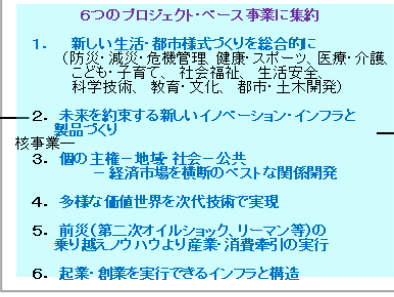 6つのプロジェクト・ベース事業に集約
1. 新しい生活・都市様式づくりを総合的に
(防災・減災・危機管理、健康・スポーツ、医療・介護、
こども・子育て、 社会福祉、 生活安全、
科学技術、 教育・文化、 都市・土木開発)
2. 未来を約束する新しいイノベーション・インフラと
製品づくり
核事業―
3. 個の主権－地域・社会－公共
－経済市場を横断のベストな関係開発
4. 多様な価値世界を次代技術で実現
5. 前災(第二次オイルショック、リーマン等)の
乗り越えノウハウより産業・消費牽引の実行
6. 起業・創業を実行できるインフラと構造